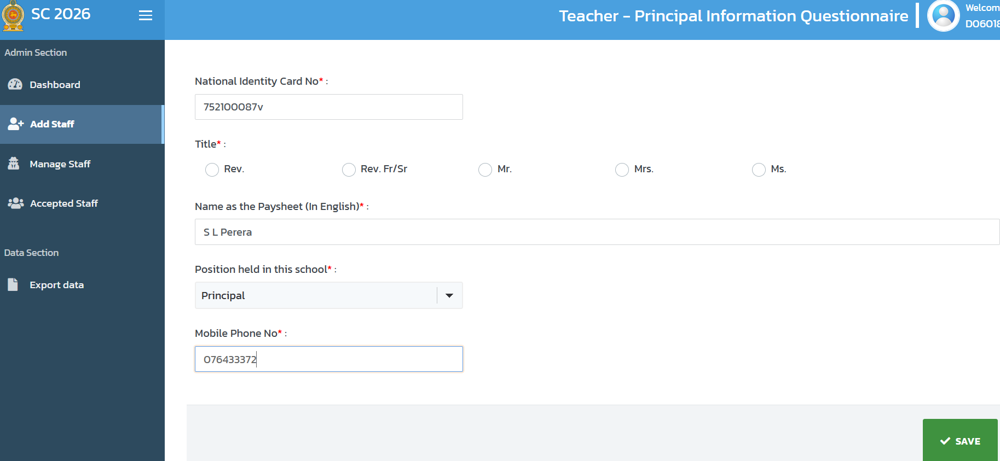 SC 2026
Teacher - Principal Information Questionnaire
Welcom
D06018
Admin Section
Dashboard
Add Staff
Manage Staff
Accepted Staff
Data Section
Export data
National Identity Card No* :
752100087v
Title* :
Rev. Rev. Fr/Sr Mr. Mrs. Ms.
Name as the Paysheet (In English)* :
S L Perera
Position held in this school* :
Principal
Mobile Phone No* :
076433372
SAVE